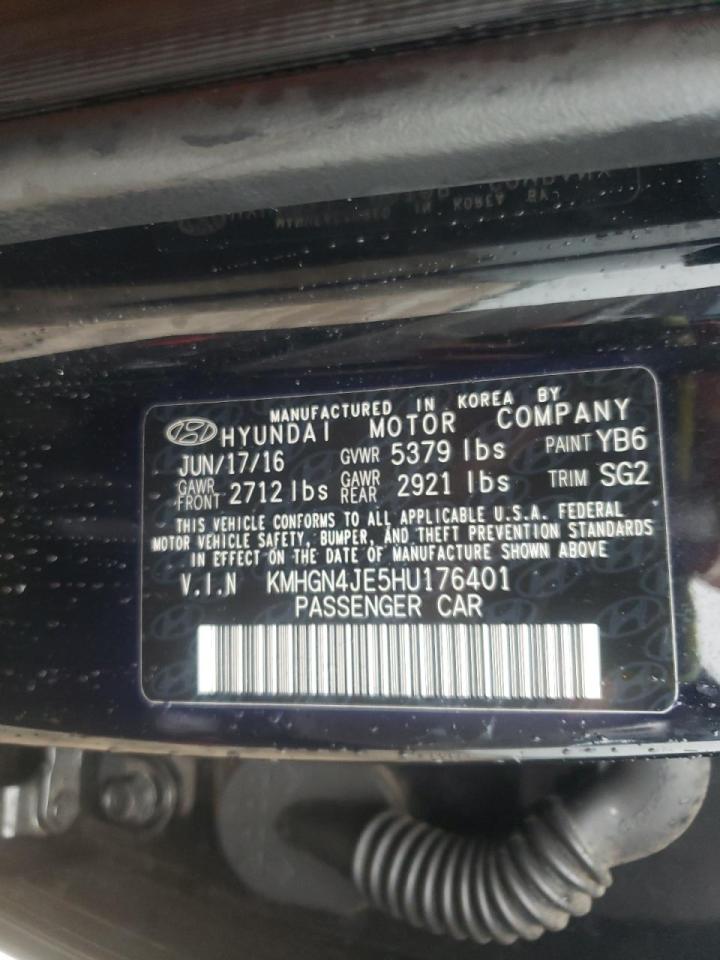 MANUFACTURED IN KOREA BY
HYUNDAI MOTOR COMPANY
JUN/17/16 GVWR 5379 lbs PAINT YB6
GAWR FRONT 2712 lbs GAWR REAR 2921 lbs TRIM SG2
THIS VEHICLE CONFORMS TO ALL APPLICABLE U.S.A. FEDERAL
MOTOR VEHICLE SAFETY, BUMPER, AND THEFT PREVENTION STANDARDS
IN EFFECT ON THE DATE OF MANUFACTURE SHOWN ABOVE
V.I.N KMHGN4JE5HU176401
PASSENGER CAR